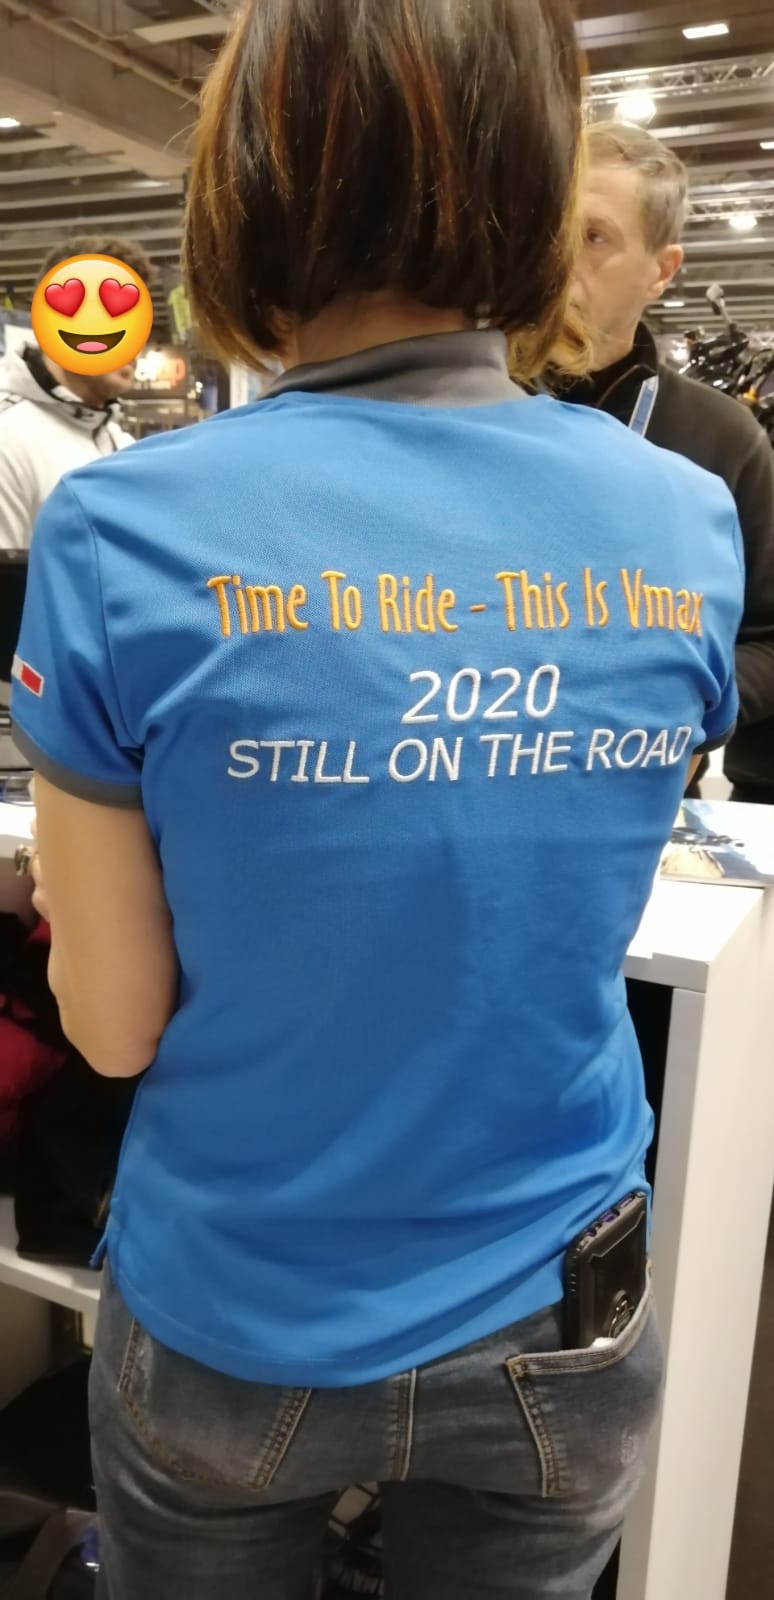 Time To Ride - This Is Vmax
2020
STILL ON THE ROAD